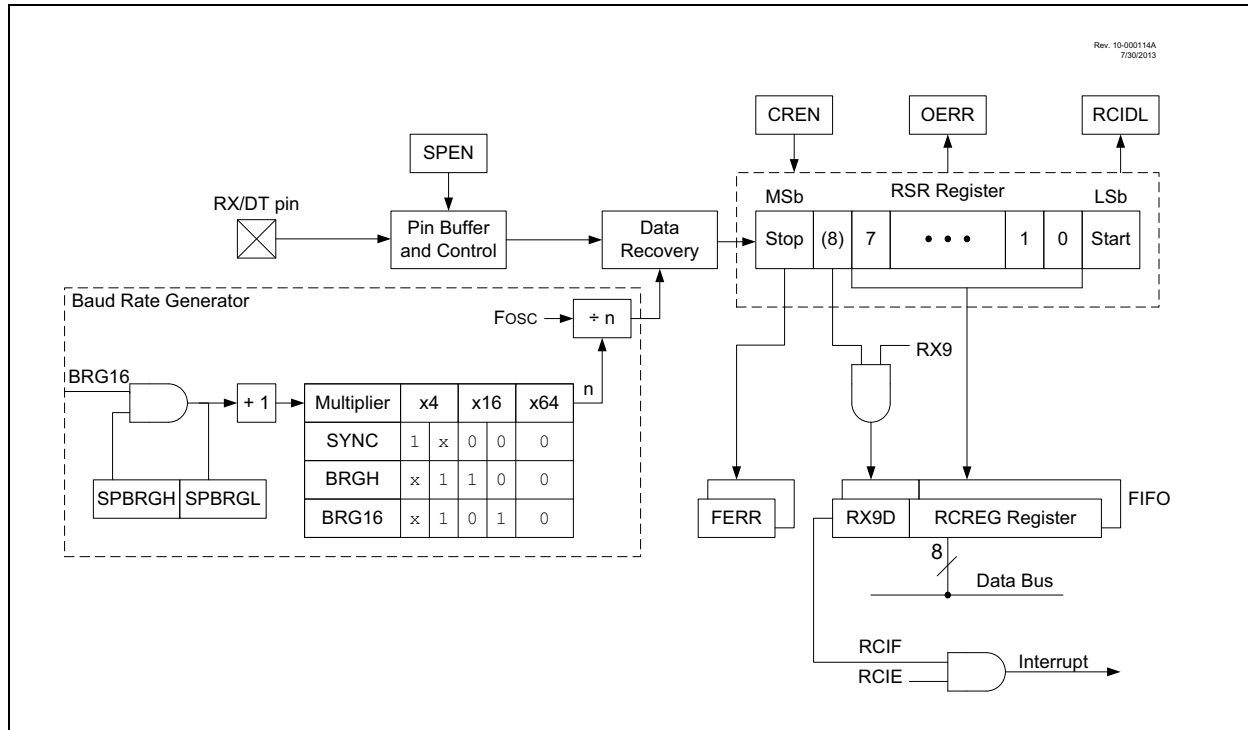 Rev. 10-000114A
7/30/2013
CREN
OERR
RCIDL
SPEN
RSR Register
MSb
LSb
RX/DT pin
Pin Buffer
and Control
Data
Recovery
Stop (8) 7 • • • 1 0 Start
Baud Rate Generator
FOSC
÷ n
RX9
BRG16
n
+ 1
Multiplier x4 x16 x64
SYNC 1 x 0 0 0
BRGH x 1 1 0 0
BRG16 x 1 0 1 0
SPBRGH SPBRGL
FERR
RX9D
RCREG Register
FIFO
8
Data Bus
RCIF
RCIE
Interrupt